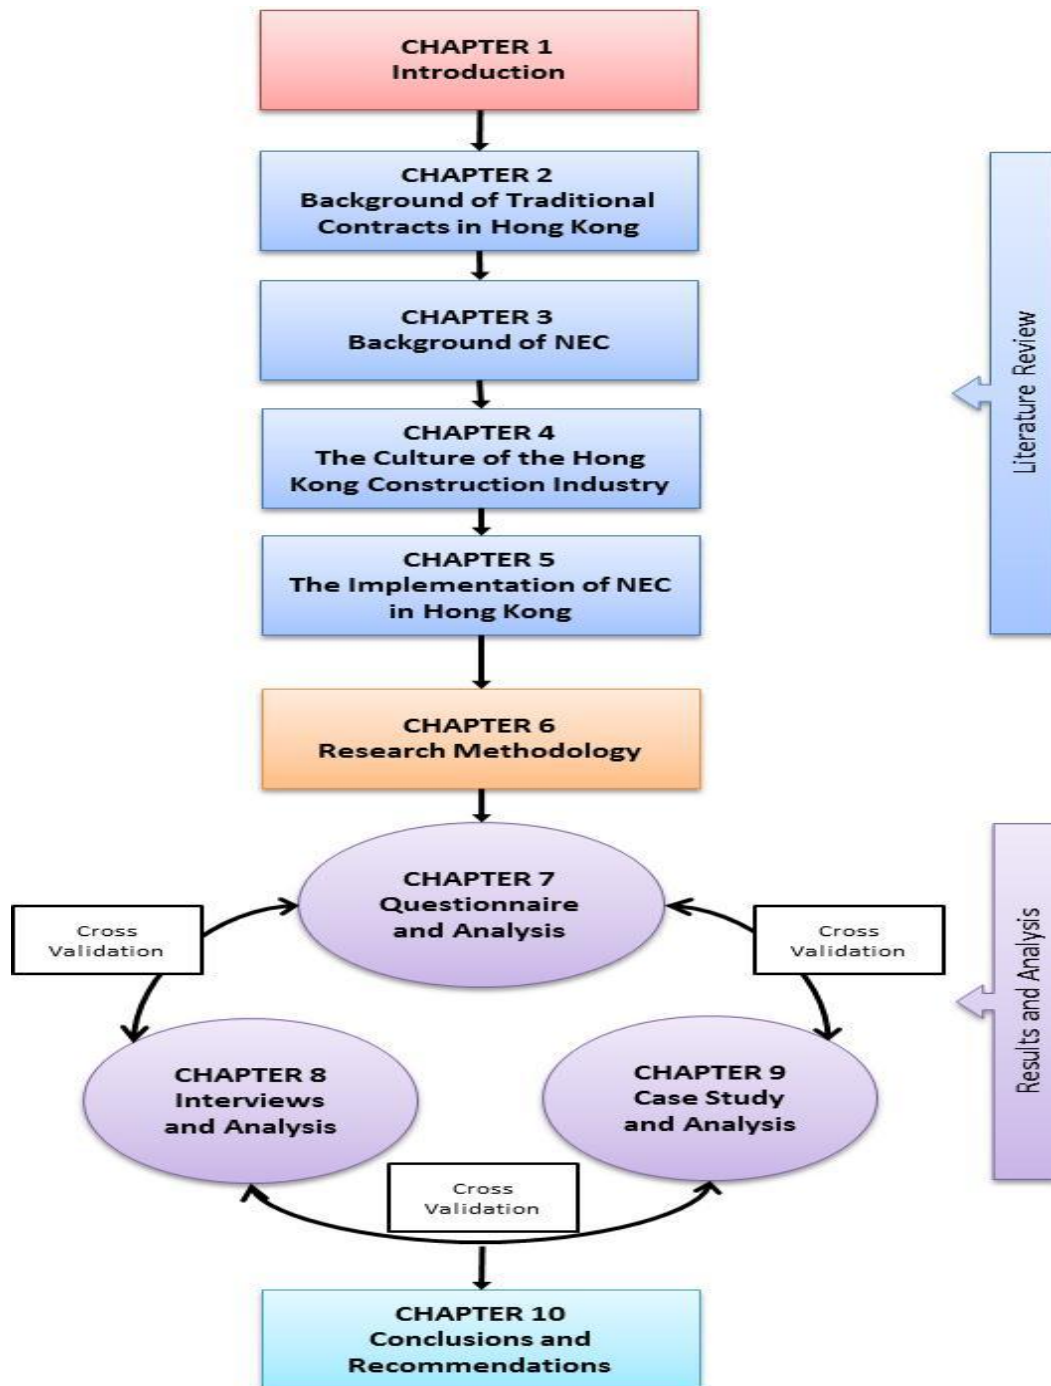 CHAPTER 1
Introduction
CHAPTER 2
Background of Traditional
Contracts in Hong Kong
CHAPTER 3
Background of NEC
CHAPTER 4
The Culture of the Hong
Kong Construction Industry
CHAPTER 5
The Implementation of NEC
in Hong Kong
Literature Review
CHAPTER 6
Research Methodology
CHAPTER 7
Questionnaire
and Analysis
Cross
Validation
Cross
Validation
CHAPTER 8
Interviews
and Analysis
CHAPTER 9
Case Study
and Analysis
Cross
Validation
Results and Analysis
CHAPTER 10
Conclusions and
Recommendations